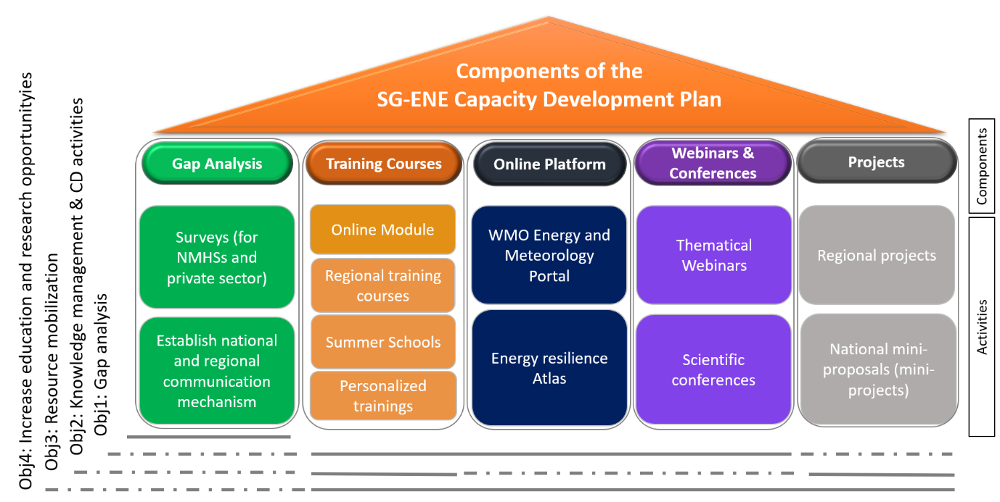 Components of the
SG-ENE Capacity Development Plan
Obj4: Increase education and research opportunityies
Obj3: Resource mobilization
Obj2: Knowledge management & CD activities
Obj1: Gap analysis
Gap Analysis
Surveys (for
NMHSs and
private sector)
Establish national
and regional
communication
mechanism
Training Courses
Online Module
Regional training
courses
Summer Schools
Personalized
trainings
Online Platform
WMO Energy and
Meteorology
Portal
Energy resilience
Atlas
Webinars &
Conferences
Thematical
Webinars
Scientific
conferences
Projects
Regional projects
National mini-
proposals (mini-
projects)
Components
Activities